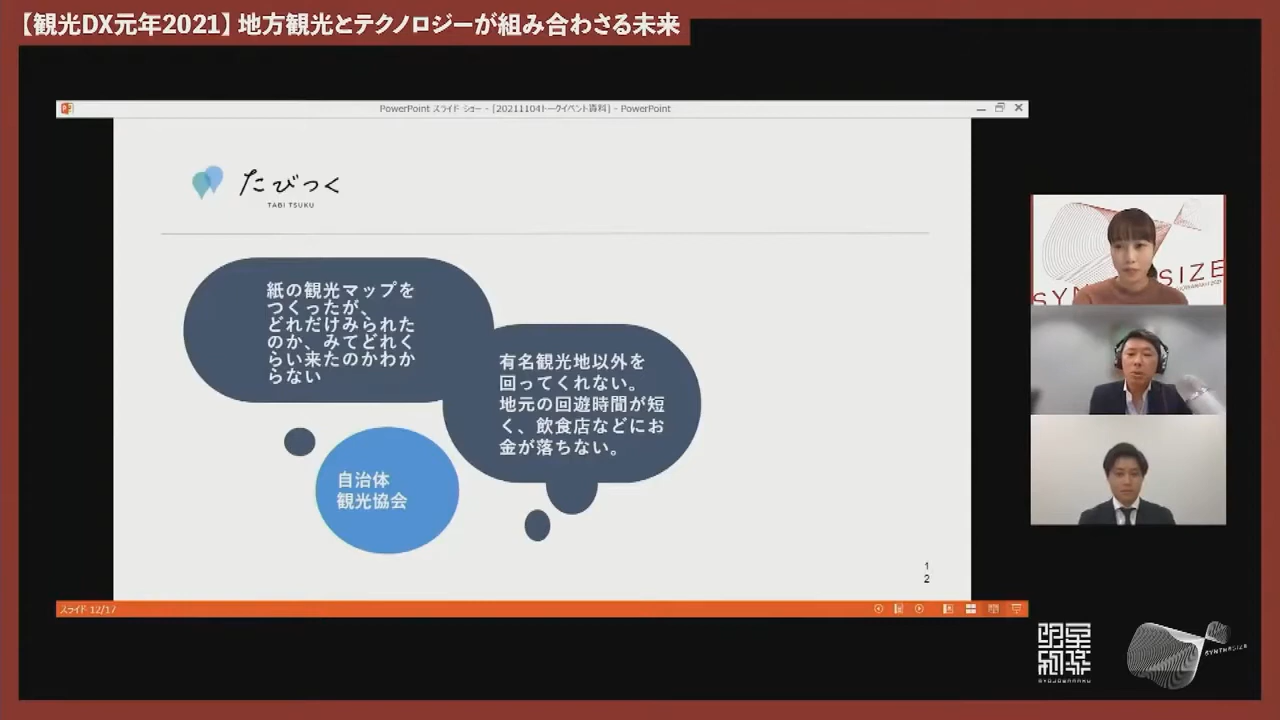 【観光DX元年2021】地方観光とテクノロジーが組み合わさる未来
PowerPoint スライド ショー - [20211104トークイベント資料] - PowerPoint
たびつく
TABI TSUKU
紙の観光マップを
つくったが、
どれだけみられた
のか、みてどれく
らい来たのかわか
らない
有名観光地以外を
回ってくれない。
地元の回遊時間が短
く、飲食店などにお
金が落ちない。
自治体
観光協会
1
2
スライド 12/17
SYNTHESIZE